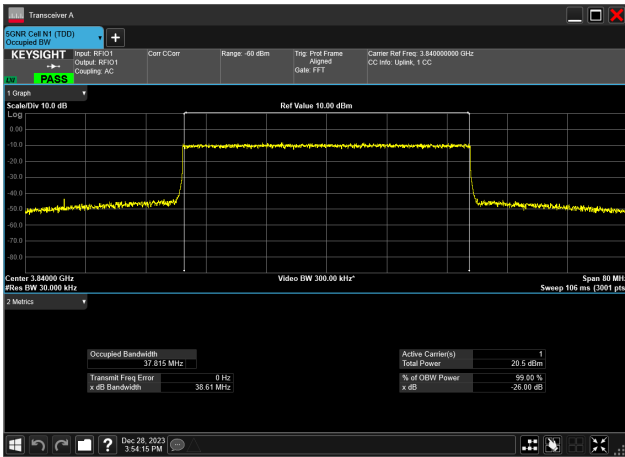 Transceiver A
5GNR Cell N1 (TDD)
Occupied BW
KEYSIGHT
LNI
PASS
Input: RFIO1
Output: RFIO1
Coupling: AC
Corr CCorr
Range: -60 dBm
Trig: Prot Frame
Aligned
Gate: FFT
Carrier Ref Freq: 3.840000000 GHz
CC Info: Uplink, 1 CC
1 Graph
Scale/Div 10.0 dB
Ref Value 10.00 dBm
Log
0.00
-10.0
-20.0
-30.0
-40.0
-50.0
-60.0
-70.0
-80.0
Center 3.84000 GHz
Video BW 300.00 kHz*
Span 80 MHz
#Res BW 30.000 kHz
Sweep 106 ms (3001 pts)
2 Metrics
Occupied Bandwidth
37.815 MHz
Transmit Freq Error 0 Hz
x dB Bandwidth 38.61 MHz
Active Carrier(s) 1
Total Power 20.5 dBm
% of OBW Power 99.00 %
x dB -26.00 dB
Dec 28, 2023
3:54:15 PM